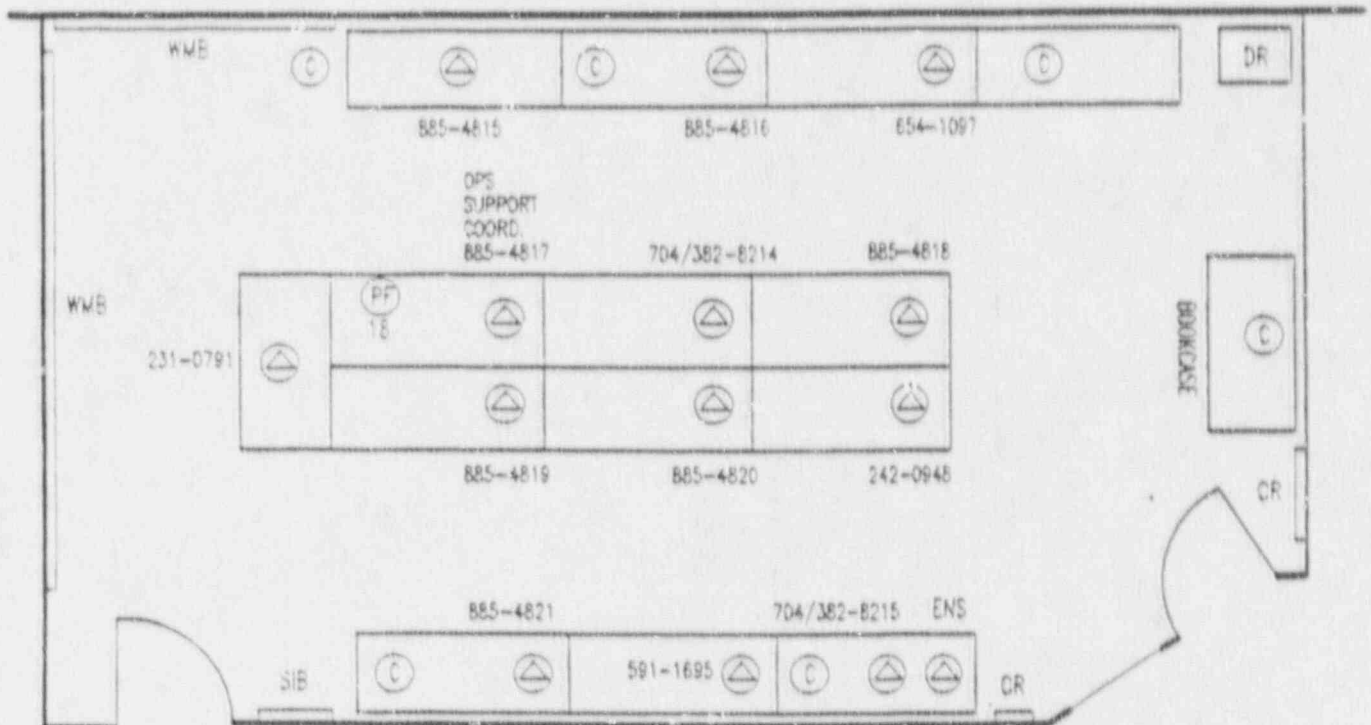 WMB
C
C
C
DR
885-4815
885-4816
654-1097
OPS
SUPPORT
COORD.
885-4817
704/382-8214
885-4818
WMB
PF
18
231-0791
BOOKCASE
C
885-4819
885-4820
242-0948
DR
885-4821
704/382-8215
ENS
C
591-1695
C
SIB
DR